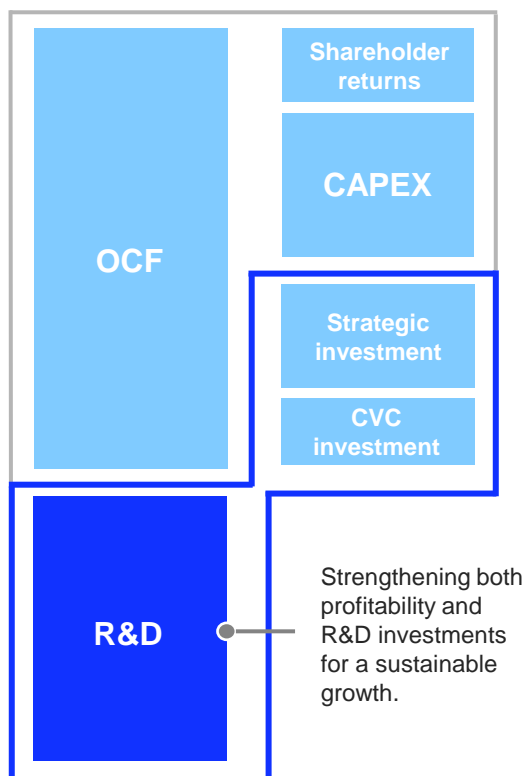 OCF
Shareholder
returns
CAPEX
Strategic
investment
CVC
investment
R&D
Strengthening both
profitability and
R&D investments
for a sustainable
growth.